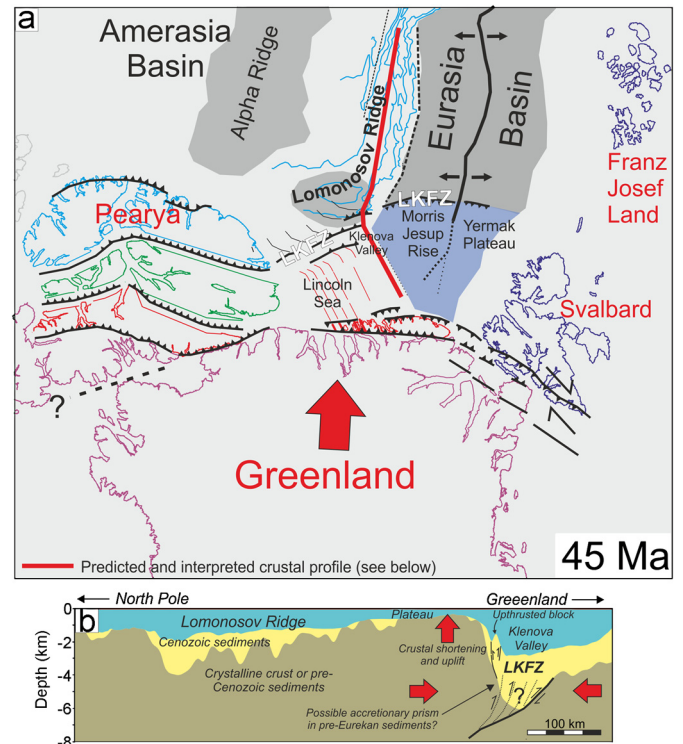 a
Amerasia
Basin
Alpha Ridge
Lomonosov Ridge
Eurasia
Basin
Franz
Josef
Land
Pearya
LKFZ
LKFZ
Morris
Jesup
Rise
Yermak
Plateau
Klenova
Valley
Lincoln
Sea
Svalbard
?
Greenland
Predicted and interpreted crustal profile (see below)
45 Ma
North Pole
Greeenland
b
0
-2
-4
-6
-8
Depth (km)
Lomonosov Ridge
Plateau
Upthrusted block
Klenova
Valley
Cenozoic sediments
Crustal shortening
and uplift
LKFZ
Crystalline crust or pre-
Cenozoic sediments
?
Possible accretionary prism
in pre-Eurekan sediments?
100 km